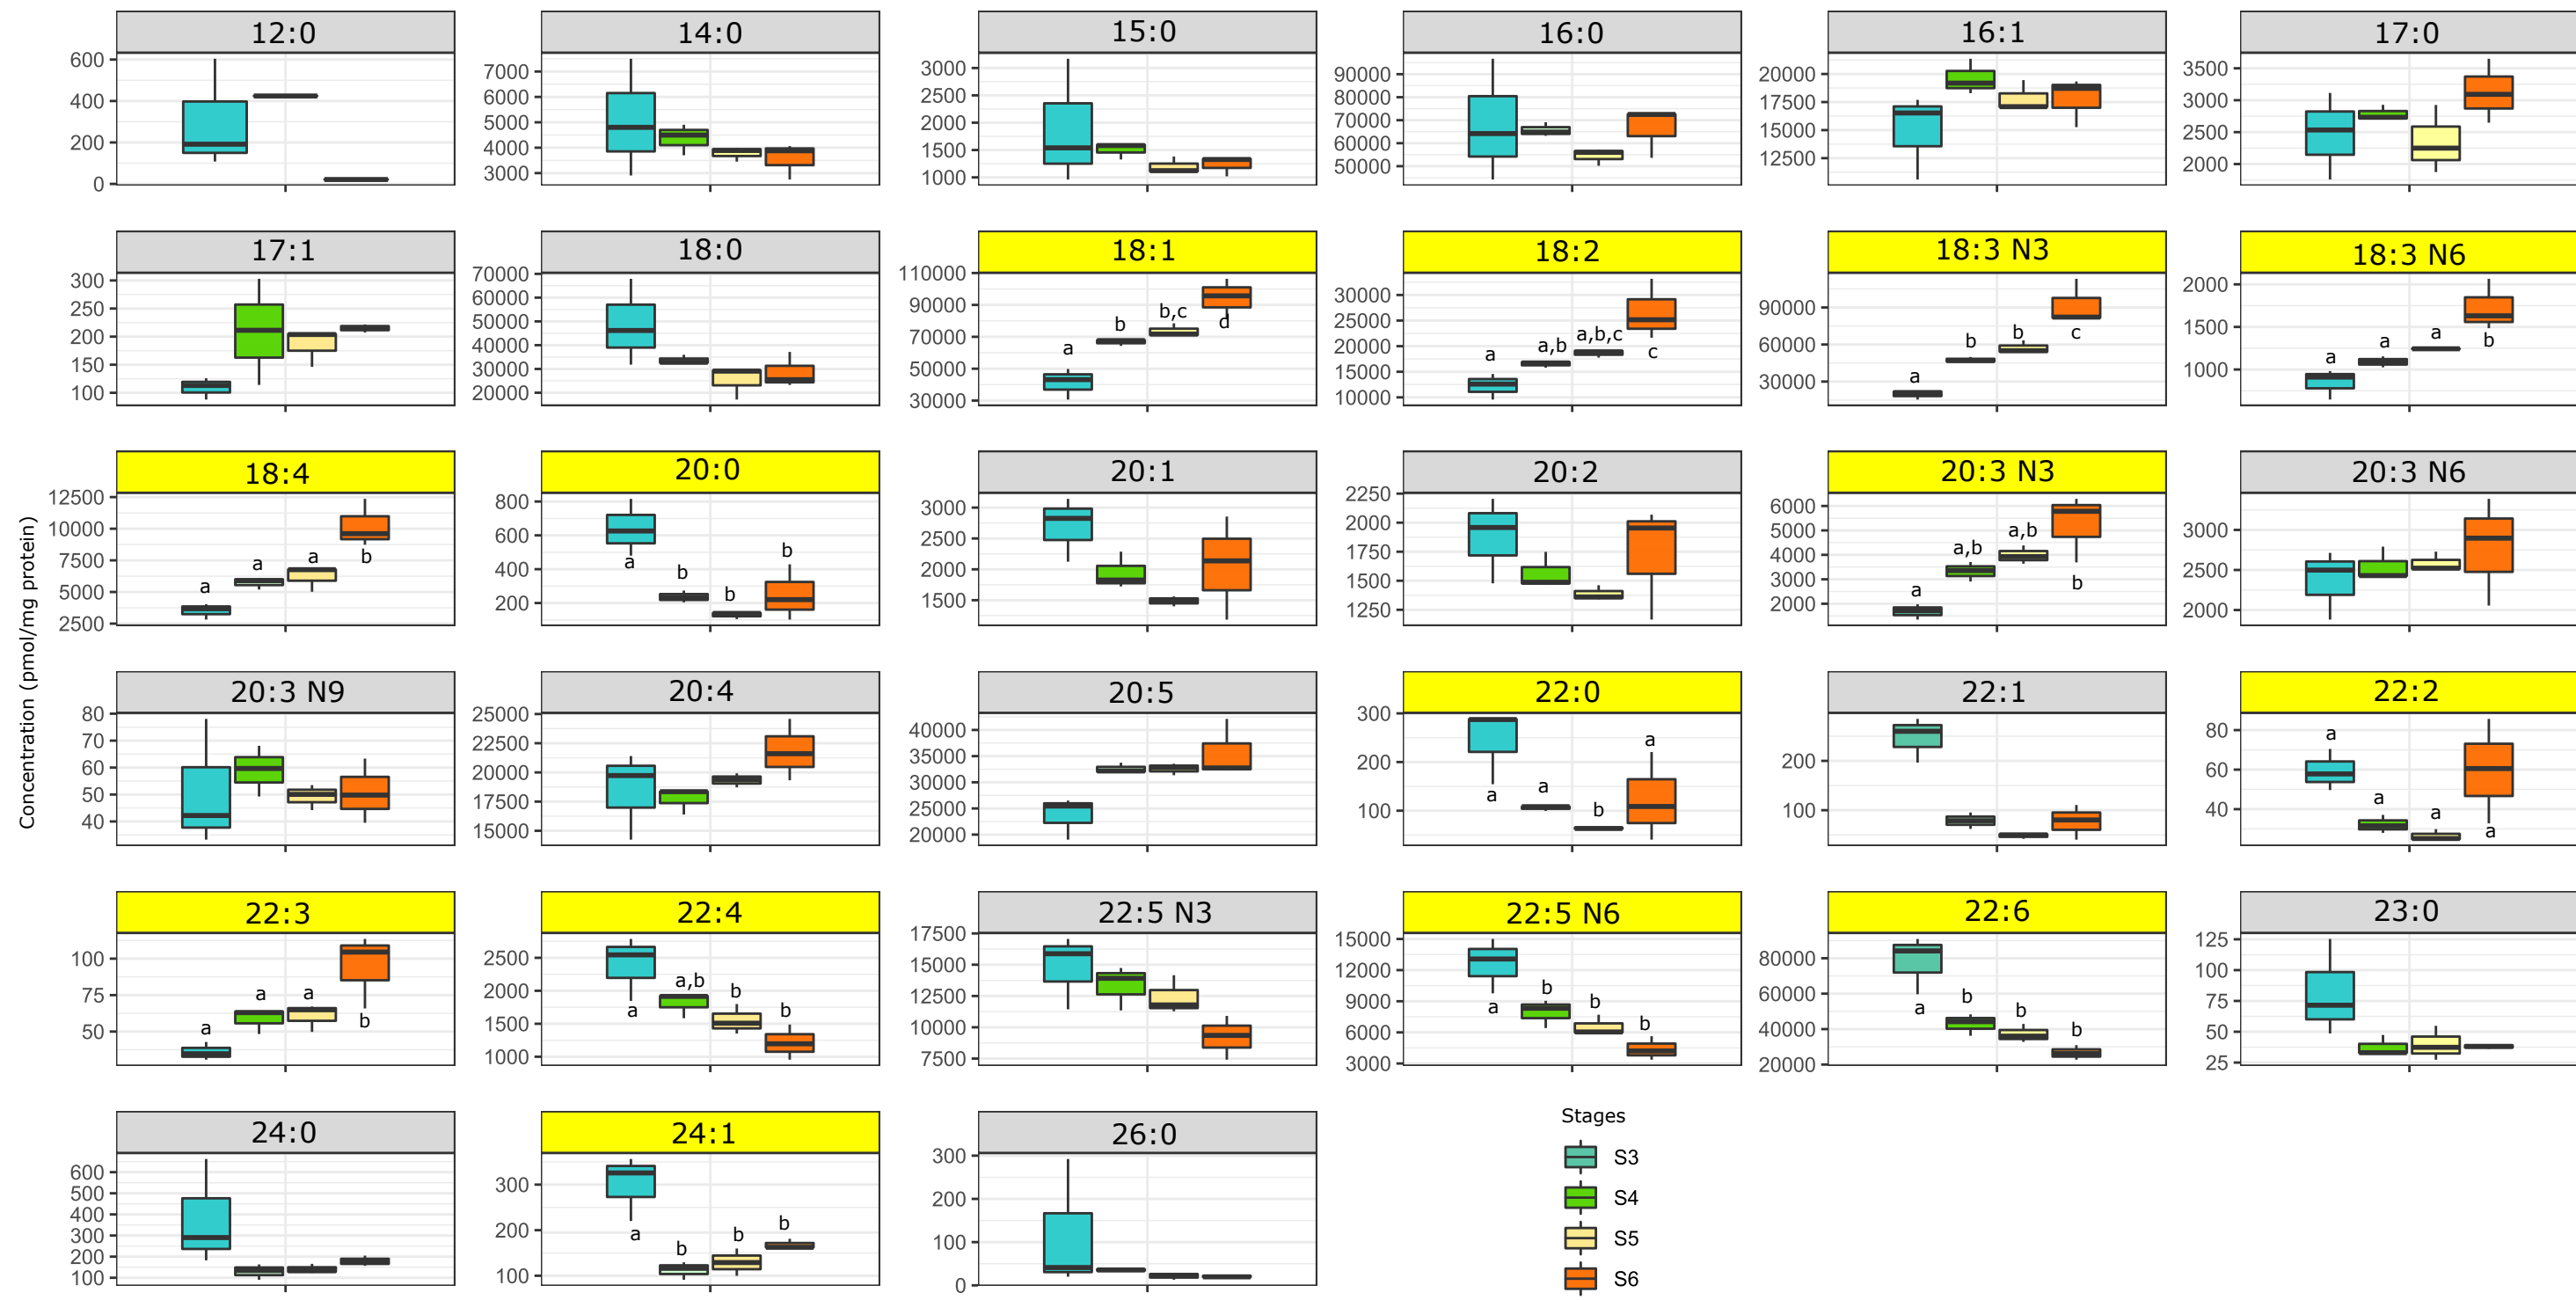 12:0 14:0 15:0 16:0 16:1 17:0
600 400 200 0
7000 6000 5000 4000 3000
3000 2500 2000 1500 1000
90000 80000 70000 60000 50000
20000 17500 15000 12500
3500 3000 2500 2000
17:1 18:0 18:1 18:2 18:3 N3 18:3 N6
300 250 200 150 100
70000 60000 50000 40000 30000 20000
110000 90000 70000 50000 30000
a b b,c d
30000 25000 20000 15000 10000
a a,b a,b,c c
90000 60000 30000
a b b c
2000 1500 1000
a a a b
Concentration (pmol/mg protein)
18:4 20:0 20:1 20:2 20:3 N3 20:3 N6
12500 10000 7500 5000 2500
a a a b
800 600 400 200
a b b b
3000 2500 2000 1500
2250 2000 1750 1500 1250
6000 5000 4000 3000 2000
a a,b a,b b
3000 2500 2000
20:3 N9 20:4 20:5 22:0 22:1 22:2
80 70 60 50 40
25000 22500 20000 17500 15000
40000 35000 30000 25000 20000
300 200 100
a a b a
200 100
80 60 40
a a a a
22:3 22:4 22:5 N3 22:5 N6 22:6 23:0
100 75 50
a a a b
2500 2000 1500 1000
a a,b b b
17500 15000 12500 10000 7500
15000 12000 9000 6000 3000
a b b b
80000 60000 40000 20000
a b b b
125 100 75 50 25
24:0 24:1 26:0
600 500 400 300 200 100
300 200 100
a b b b
300 200 100 0
Stages
S3
S4
S5
S6